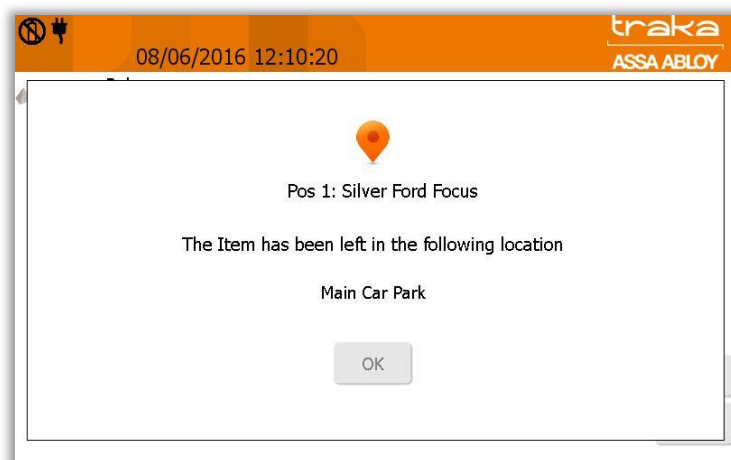 traka
08/06/2016 12:10:20
ASSA ABLOY
Pos 1: Silver Ford Focus
The Item has been left in the following location
Main Car Park
OK